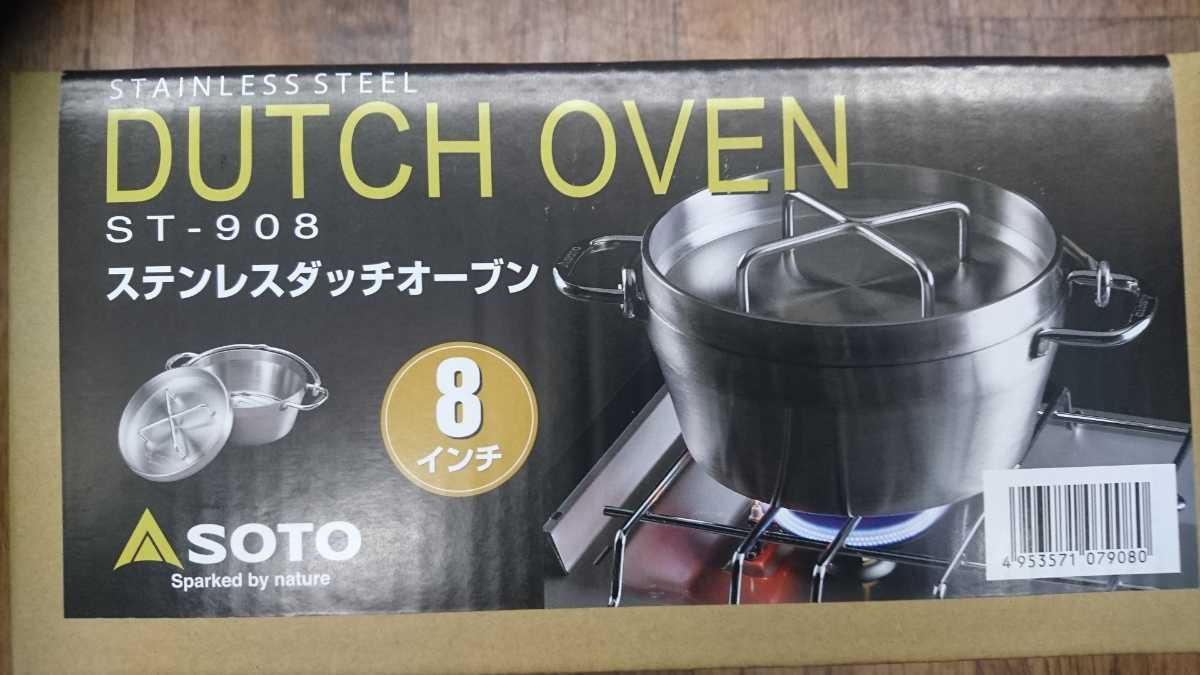 STAINLESS STEEL
DUTCH OVEN
ST-908
ステンレスダッチオーブン
8
インチ
SOTO
Sparked by nature
SOTO
4 953571 079080